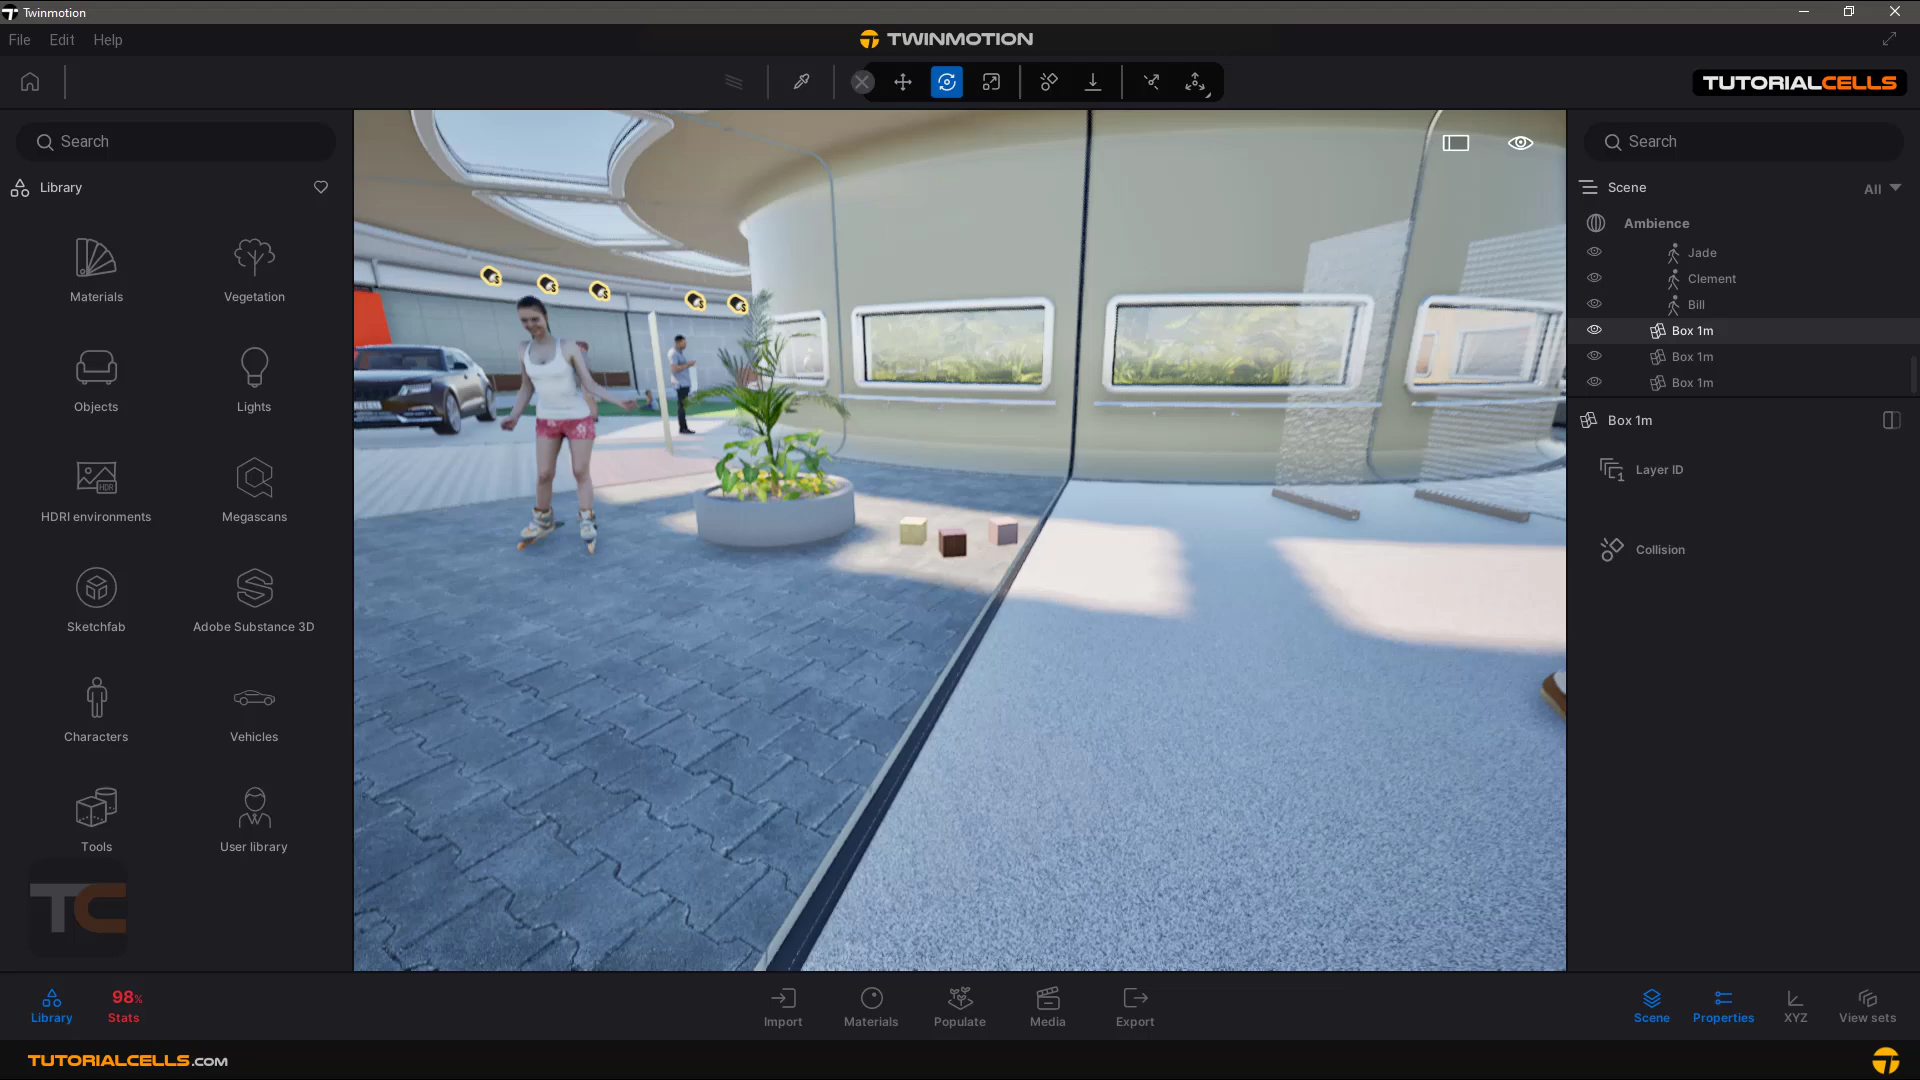 Twinmotion
File Edit Help
TWINMOTION
TUTORIALCELLS
Search
Library
Materials
Vegetation
Objects
Lights
HDR
HDRI environments
Megascans
Sketchfab
Adobe Substance 3D
Characters
Vehicles
Tools
User library
TC
Search
Scene
All
Ambience
Jade
Clement
Bill
Box 1m
Box 1m
Box 1m
Box 1m
1
Layer ID
Collision
Library
98%
Stats
Import
Materials
Populate
Media
Export
Scene
Properties
XYZ
View sets
TUTORIALCELLS.COM